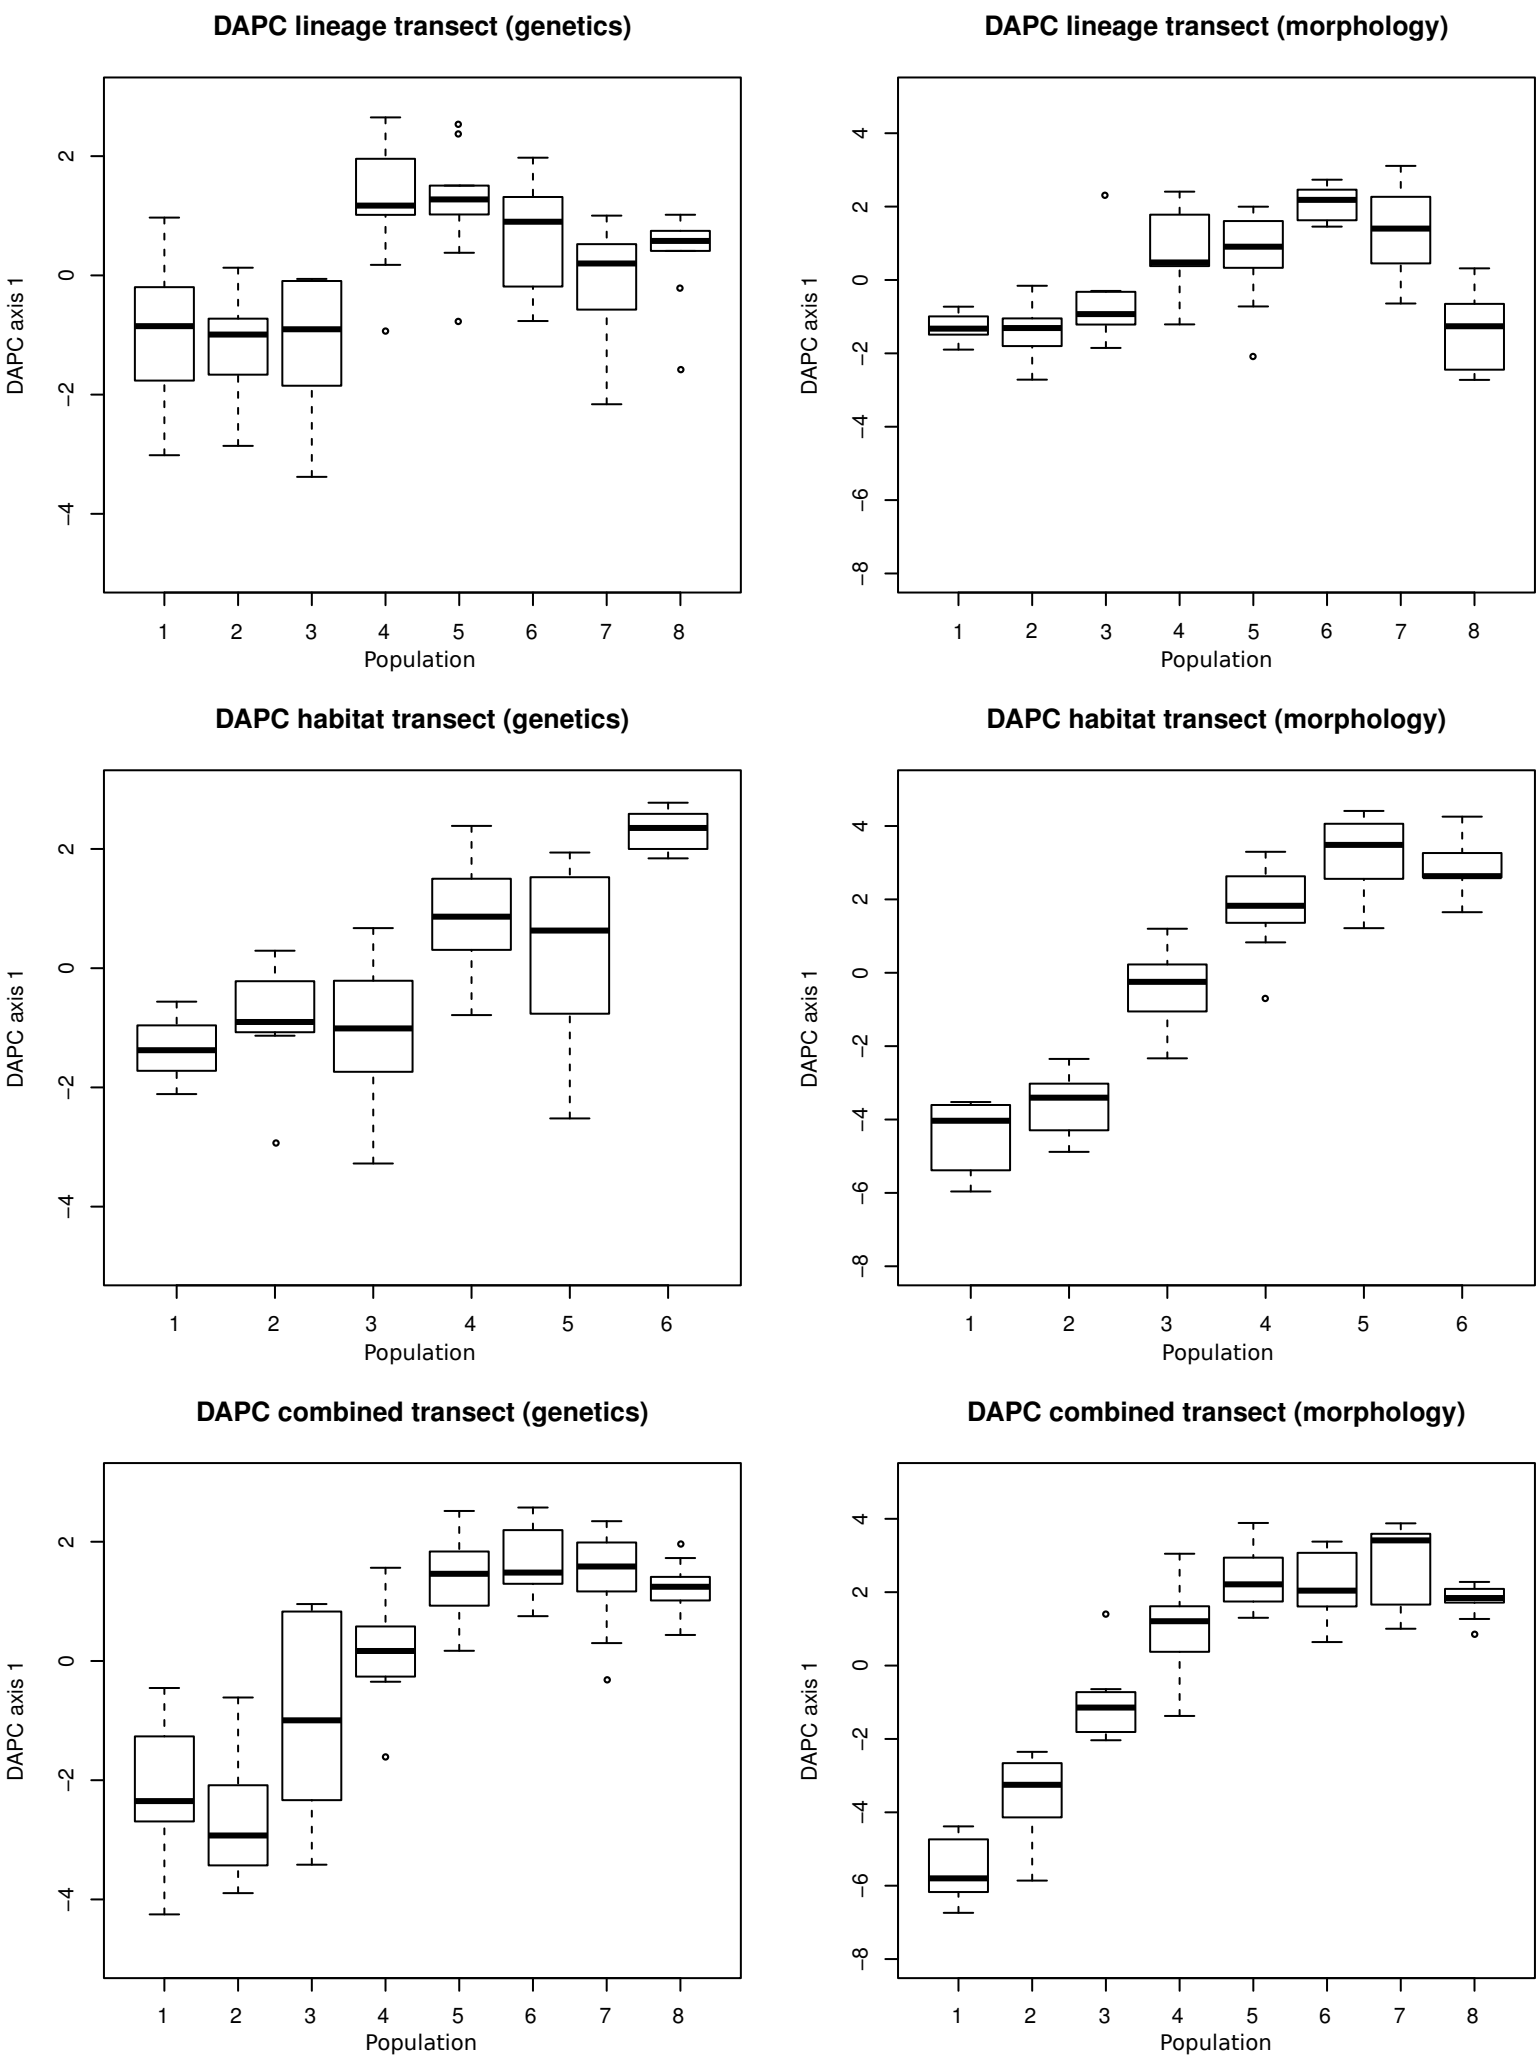 DAPC lineage transect (genetics)
DAPC axis 1
2
0
−2
−4
1 2 3 4 5 6 7 8
Population
DAPC lineage transect (morphology)
DAPC axis 1
4
2
0
−2
−4
−6
−8
1 2 3 4 5 6 7 8
Population
DAPC habitat transect (genetics)
DAPC axis 1
2
0
−2
−4
1 2 3 4 5 6
Population
DAPC habitat transect (morphology)
DAPC axis 1
4
2
0
−2
−4
−6
−8
1 2 3 4 5 6
Population
DAPC combined transect (genetics)
DAPC axis 1
2
0
−2
−4
1 2 3 4 5 6 7 8
Population
DAPC combined transect (morphology)
DAPC axis 1
4
2
0
−2
−4
−6
−8
1 2 3 4 5 6 7 8
Population